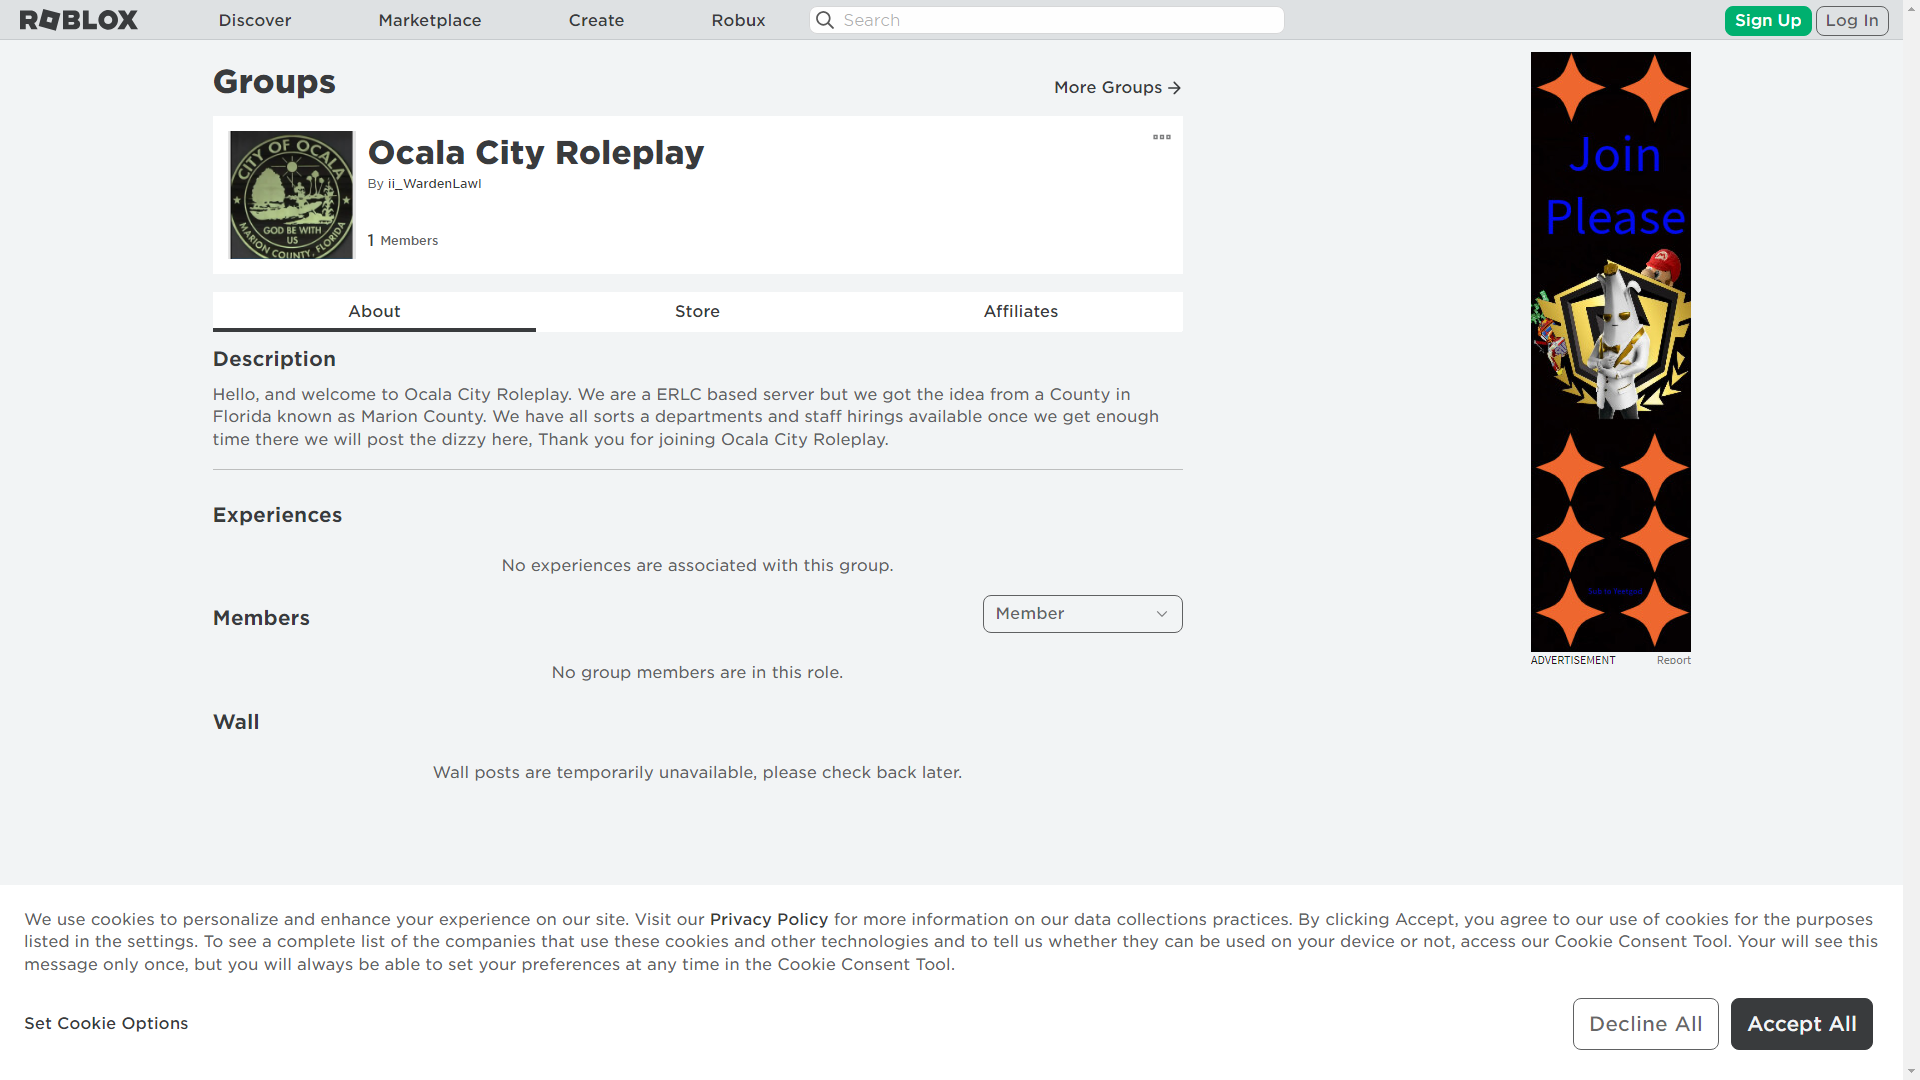 ROBLOX Discover Marketplace Create Robux Search Sign Up Log In
Groups
More Groups
CITY OF OCALA
GOD BE WITH
US
MARION COUNTY, FLORIDA
Ocala City Roleplay
By ii_WardenLawl
1 Members
About Store Affiliates
Description
Hello, and welcome to Ocala City Roleplay. We are a ERLC based server but we got the idea from a County in
Florida known as Marion County. We have all sorts a departments and staff hirings available once we get enough
time there we will post the dizzy here, Thank you for joining Ocala City Roleplay.
Experiences
No experiences are associated with this group.
Members
Member
No group members are in this role.
Wall
Wall posts are temporarily unavailable, please check back later.
Join
Please
ADVERTISEMENT Report
We use cookies to personalize and enhance your experience on our site. Visit our Privacy Policy for more information on our data collections practices. By clicking Accept, you agree to our use of cookies for the purposes
listed in the settings. To see a complete list of the companies that use these cookies and other technologies and to tell us whether they can be used on your device or not, access our Cookie Consent Tool. Your will see this
message only once, but you will always be able to set your preferences at any time in the Cookie Consent Tool.
Set Cookie Options
Decline All
Accept All